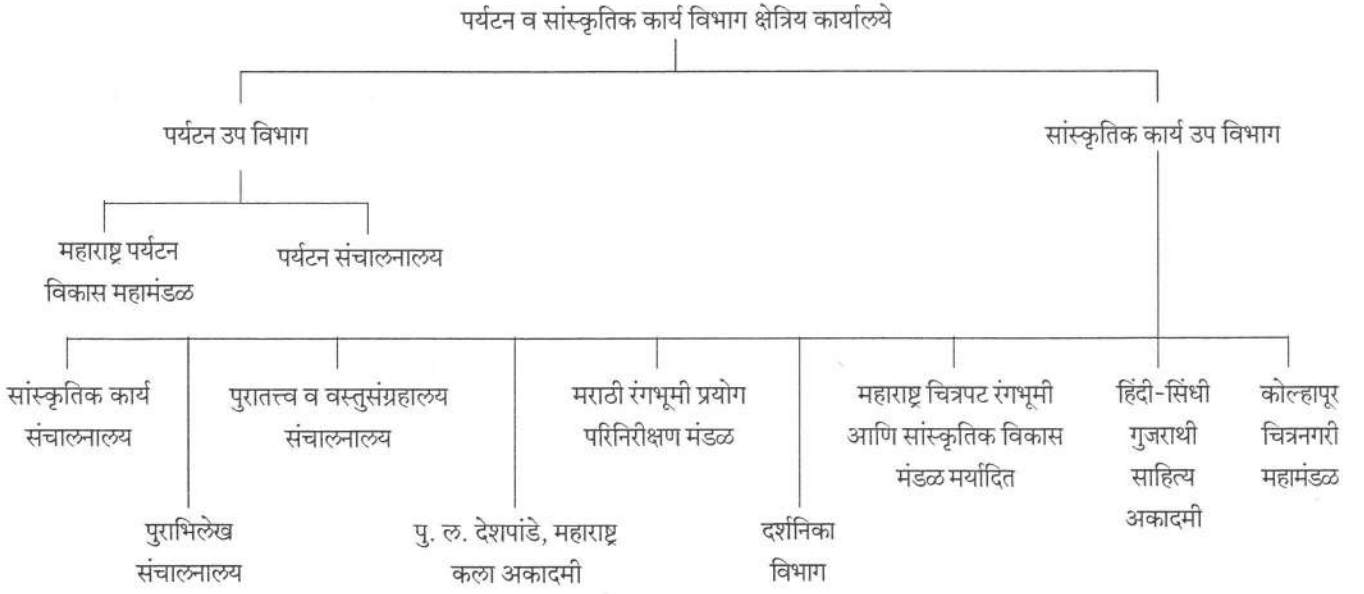 पर्यटन व सांस्कृतिक कार्य विभाग क्षेत्रिय कार्यालये
पर्यटन उप विभाग
सांस्कृतिक कार्य उप विभाग
महाराष्ट्र पर्यटन
विकास महामंडळ
पर्यटन संचालनालय
सांस्कृतिक कार्य
संचालनालय
पुराभिलेख
संचालनालय
पुरातत्त्व व वस्तुसंग्रहालय
संचालनालय
पु. ल. देशपांडे, महाराष्ट्र
कला अकादमी
मराठी रंगभूमी प्रयोग
परिनिरीक्षण मंडळ
दर्शनिका
विभाग
महाराष्ट्र चित्रपट रंगभूमी
आणि सांस्कृतिक विकास
मंडळ मर्यादित
हिंदी-सिंधी
गुजराथी
साहित्य
अकादमी
कोल्हापूर
चित्रनगरी
महामंडळ